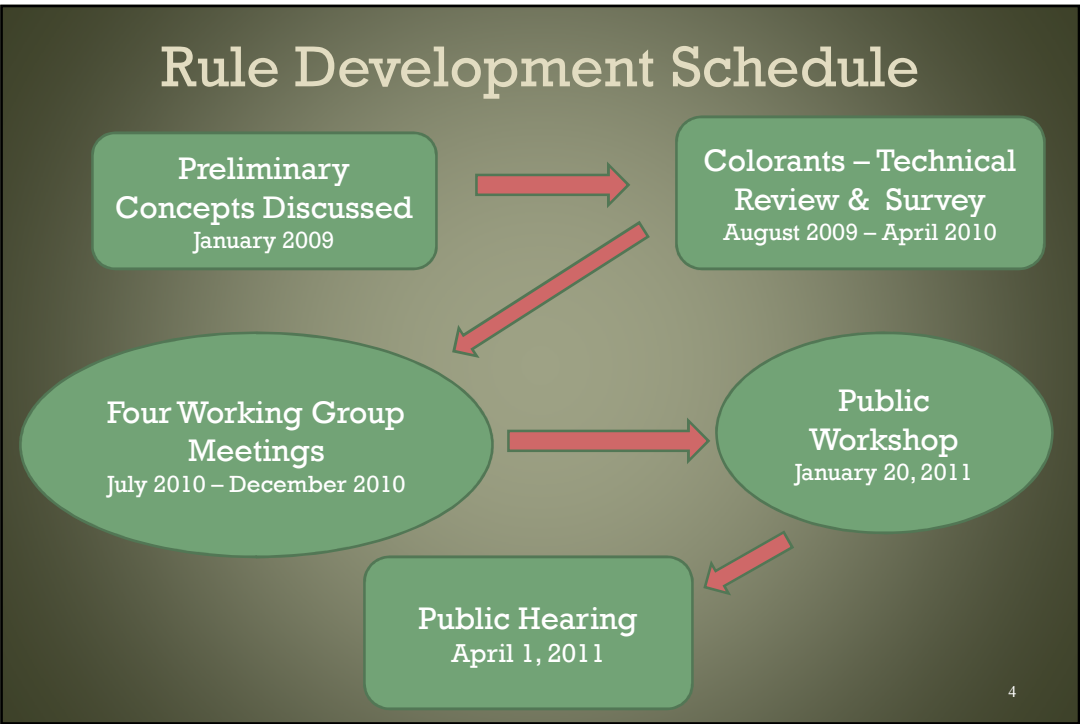 Rule Development Schedule
Preliminary
Concepts Discussed
January 2009
Colorants – Technical
Review & Survey
August 2009 – April 2010
Four Working Group
Meetings
July 2010 – December 2010
Public
Workshop
January 20, 2011
Public Hearing
April 1, 2011
4